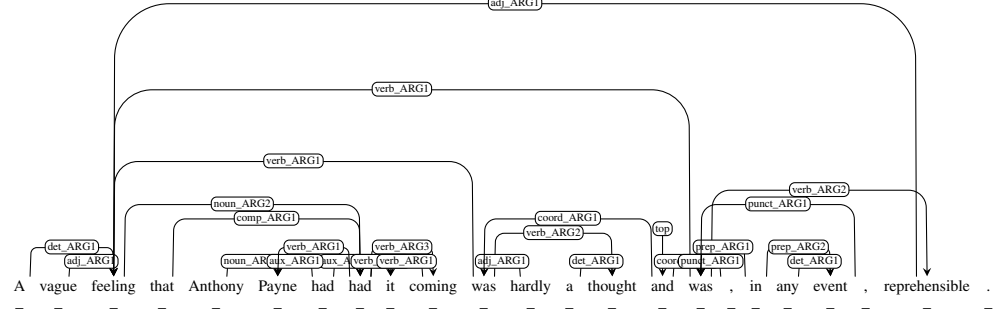 adj_ARG1
verb_ARG1
verb_ARG1
verb_ARG2
noun_ARG2 punct_ARG1
comp_ARG1 coord_ARG1
verb_ARG2 top
det_ARG1 verb_ARG1 verb_ARG3 prep_ARG1 prep_ARG2
adj_ARG1 aux_ARG1 verb_ARG1 adj_ARG1 det_ARG1 punct_ARG1 det_ARG1
A vague feeling that Anthony Payne had had it coming was hardly a thought and was , in any event , reprehensible .